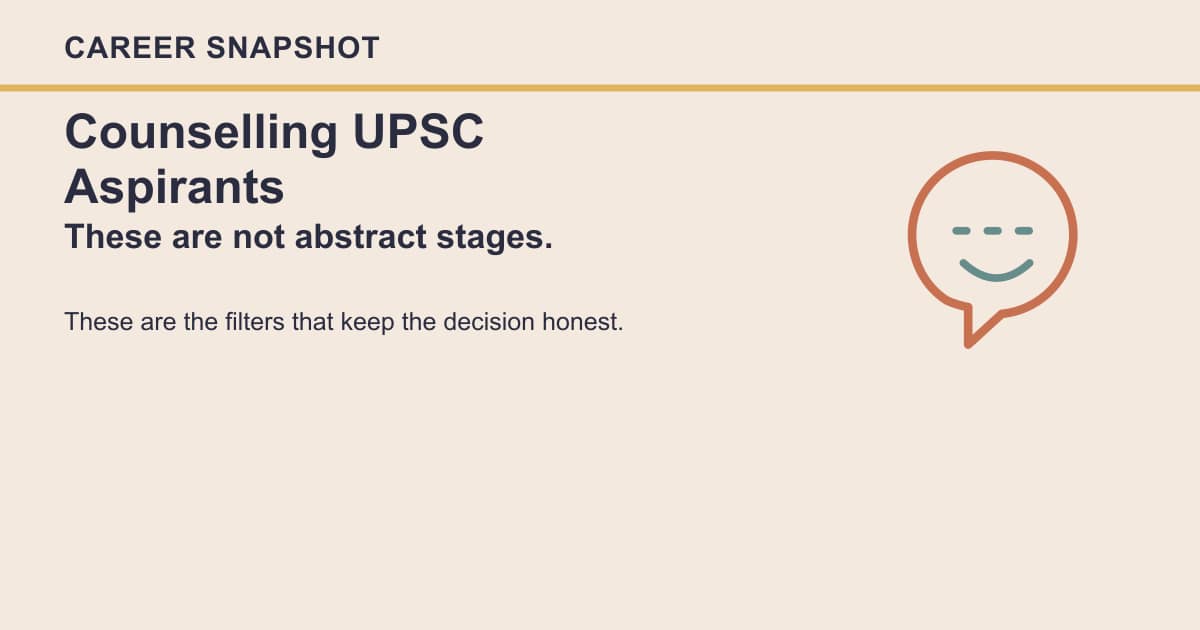 CAREER SNAPSHOT
Counselling UPSC
Aspirants
These are not abstract stages.
These are the filters that keep the decision honest.